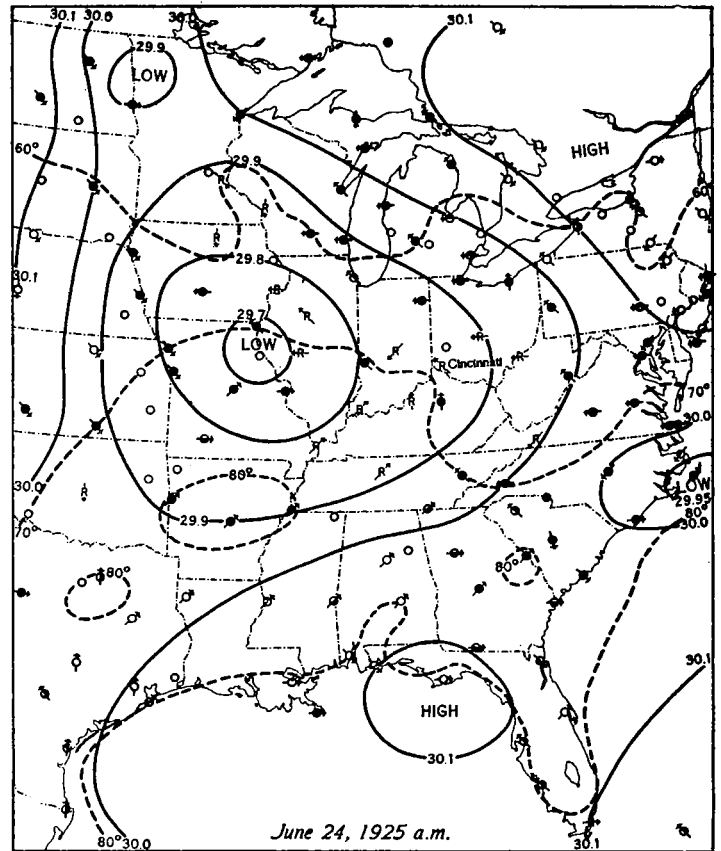 30.1 30.0 30.0 30.1
29.9
LOW
HIGH
60°
29.9
60°
R
R
29.8
30.1
R
R
29.7
LOW
R
R
R
R
Cincinnati
R
R
R
70°
30.0
R
R
R
R
80°
R
LOW
29.95
30.0
80°
30.0
29.9
70°
80°
80°
30.1
HIGH
30.1
80° 30.0
June 24, 1925 a.m.
30.1